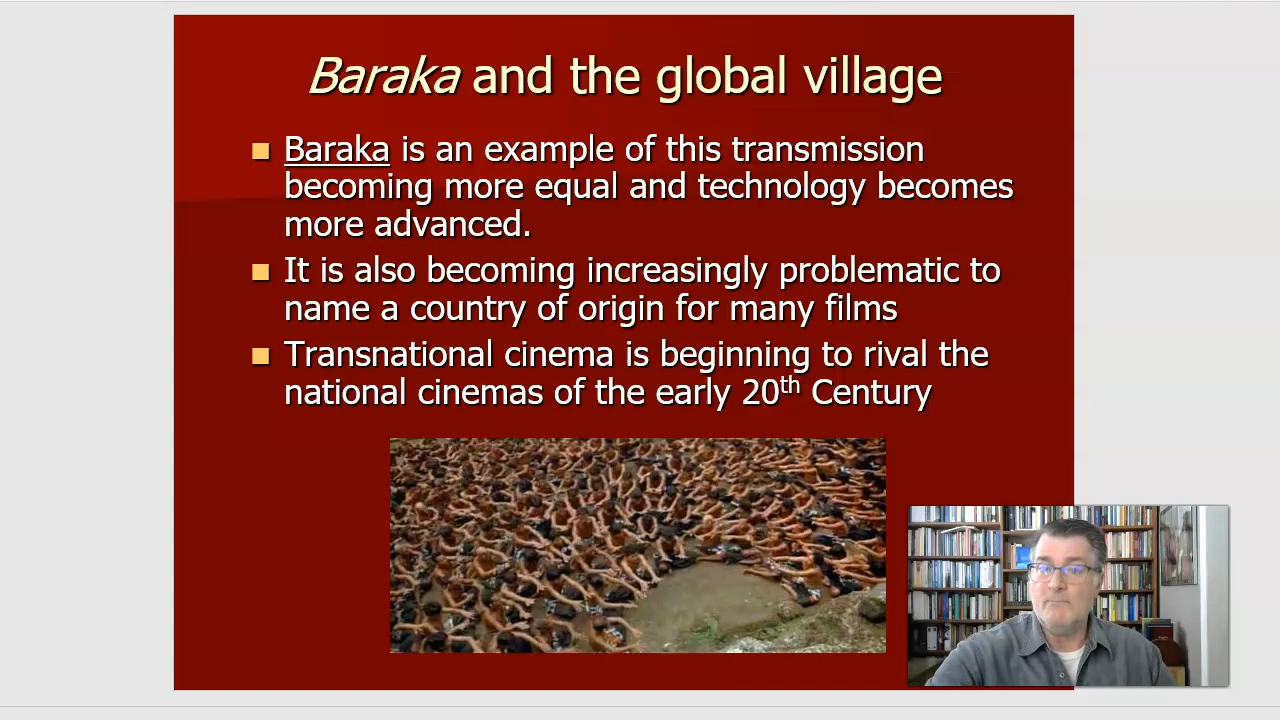 Baraka and the global village
Baraka is an example of this transmission
becoming more equal and technology becomes
more advanced.
It is also becoming increasingly problematic to
name a country of origin for many films
Transnational cinema is beginning to rival the
national cinemas of the early 20th Century